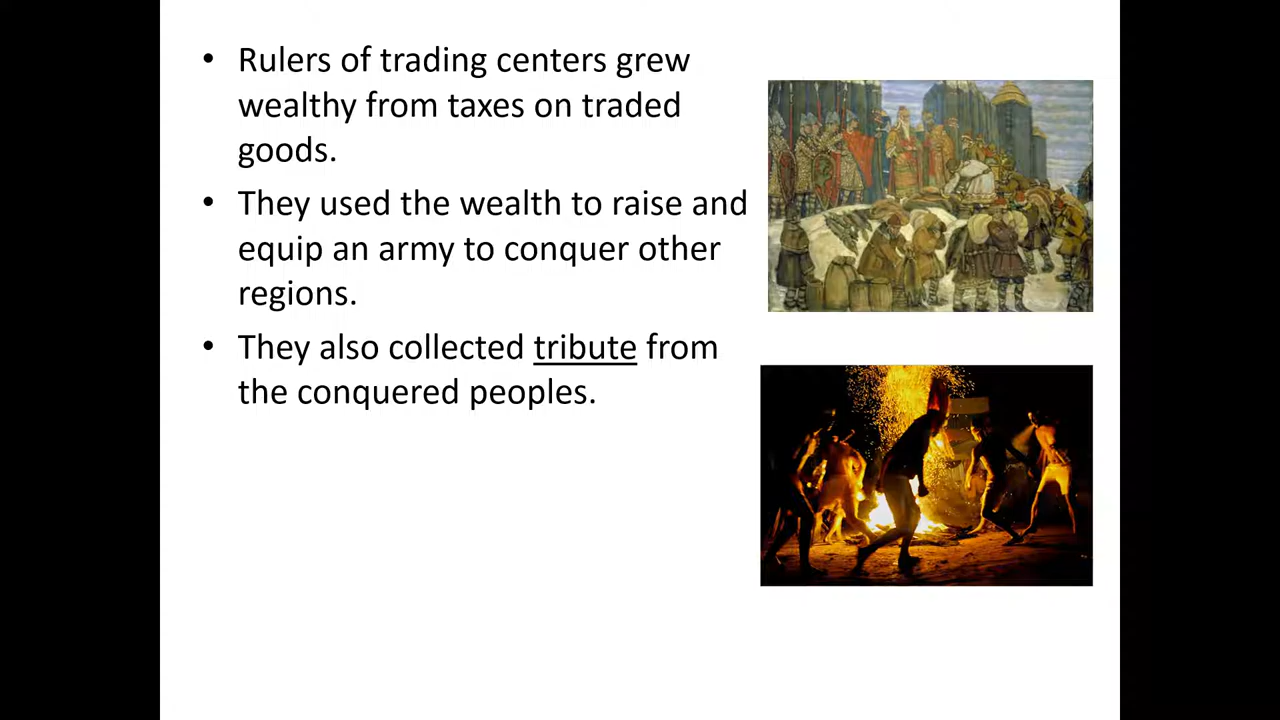 • Rulers of trading centers grew
wealthy from taxes on traded
goods.
• They used the wealth to raise and
equip an army to conquer other
regions.
• They also collected tribute from
the conquered peoples.